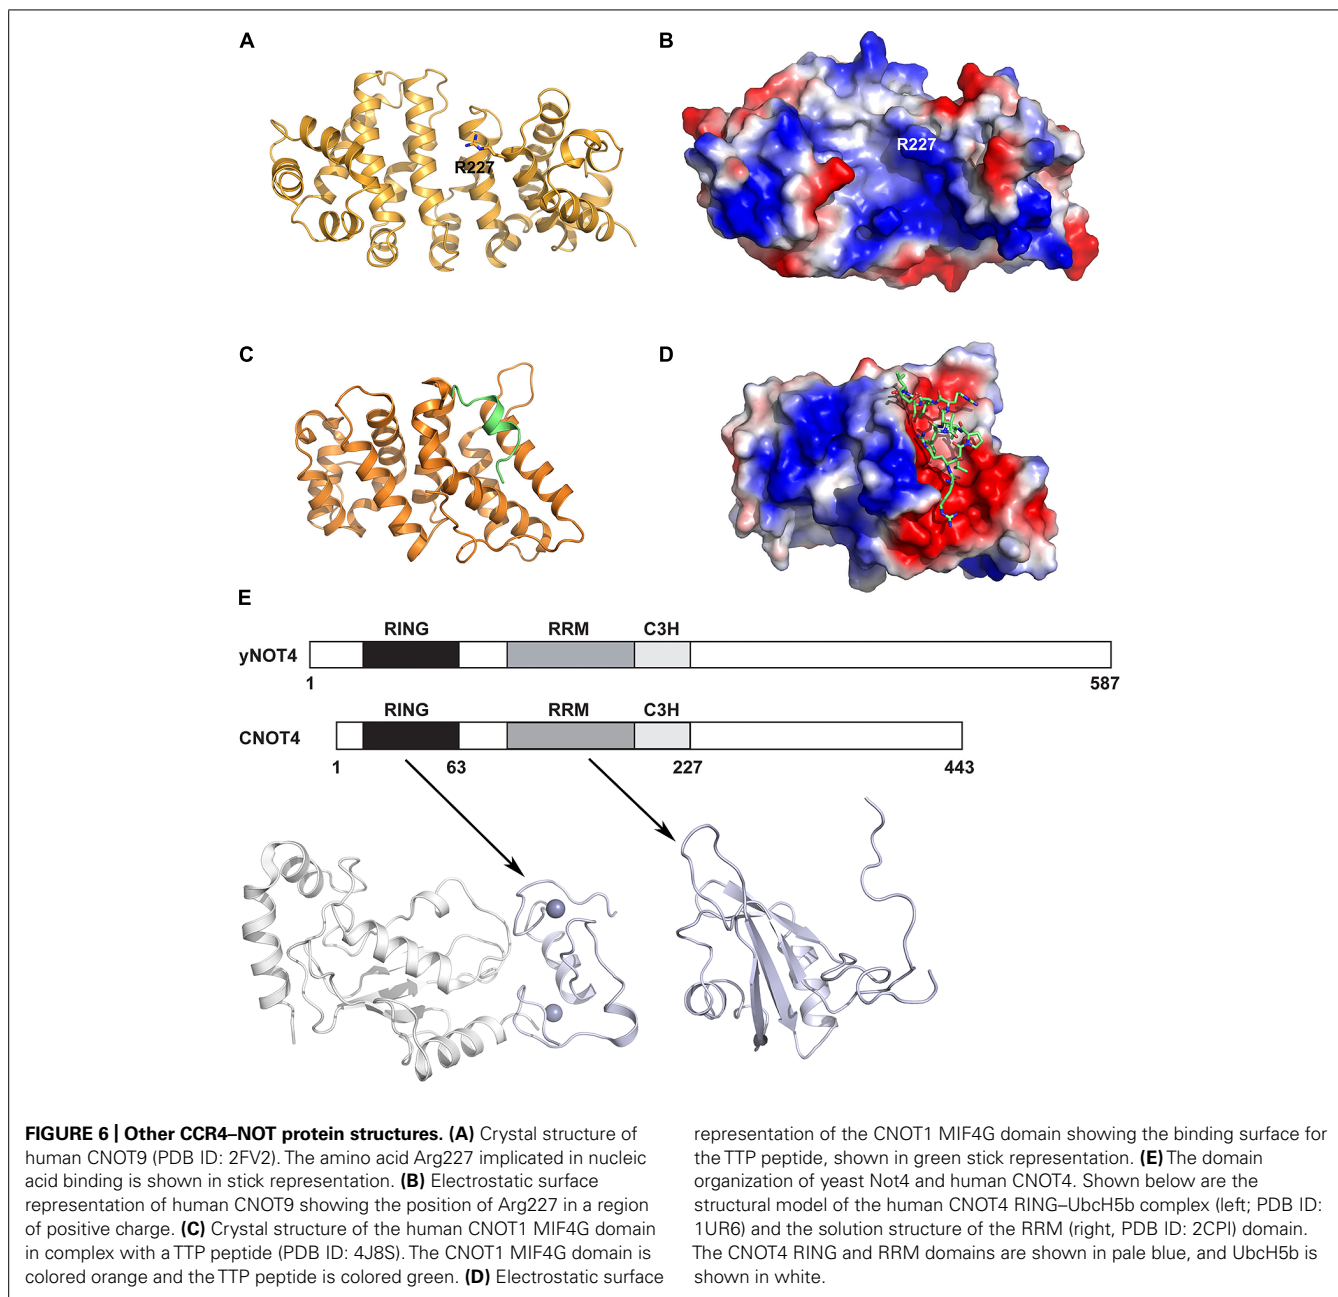 A
B
R227
R227
C
D
E
RING
RRM
C3H
yNOT4
1
587
RING
RRM
C3H
CNOT4
1
63
227
443
FIGURE 6 | Other CCR4–NOT protein structures. (A) Crystal structure of
human CNOT9 (PDB ID: 2FV2). The amino acid Arg227 implicated in nucleic
acid binding is shown in stick representation. (B) Electrostatic surface
representation of human CNOT9 showing the position of Arg227 in a region
of positive charge. (C) Crystal structure of the human CNOT1 MIF4G domain
in complex with a TTP peptide (PDB ID: 4J8S). The CNOT1 MIF4G domain is
colored orange and the TTP peptide is colored green. (D) Electrostatic surface
representation of the CNOT1 MIF4G domain showing the binding surface for
the TTP peptide, shown in green stick representation. (E) The domain
organization of yeast Not4 and human CNOT4. Shown below are the
structural model of the human CNOT4 RING–UbcH5b complex (left; PDB ID:
1UR6) and the solution structure of the RRM (right, PDB ID: 2CPI) domain.
The CNOT4 RING and RRM domains are shown in pale blue, and UbcH5b is
shown in white.